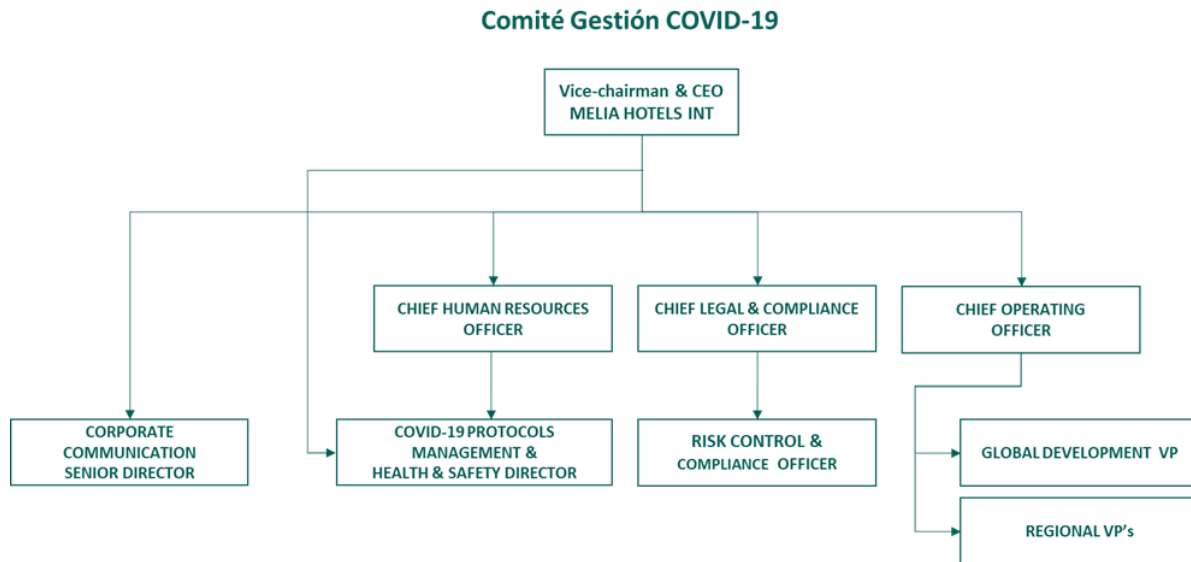 Comité Gestión COVID-19
Vice-chairman & CEO
MELIA HOTELS INT
CHIEF HUMAN RESOURCES
OFFICER
CHIEF LEGAL & COMPLIANCE
OFFICER
CHIEF OPERATING
OFFICER
CORPORATE
COMMUNICATION
SENIOR DIRECTOR
COVID-19 PROTOCOLS
MANAGEMENT &
HEALTH & SAFETY DIRECTOR
RISK CONTROL &
COMPLIANCE OFFICER
GLOBAL DEVELOPMENT VP
REGIONAL VP's